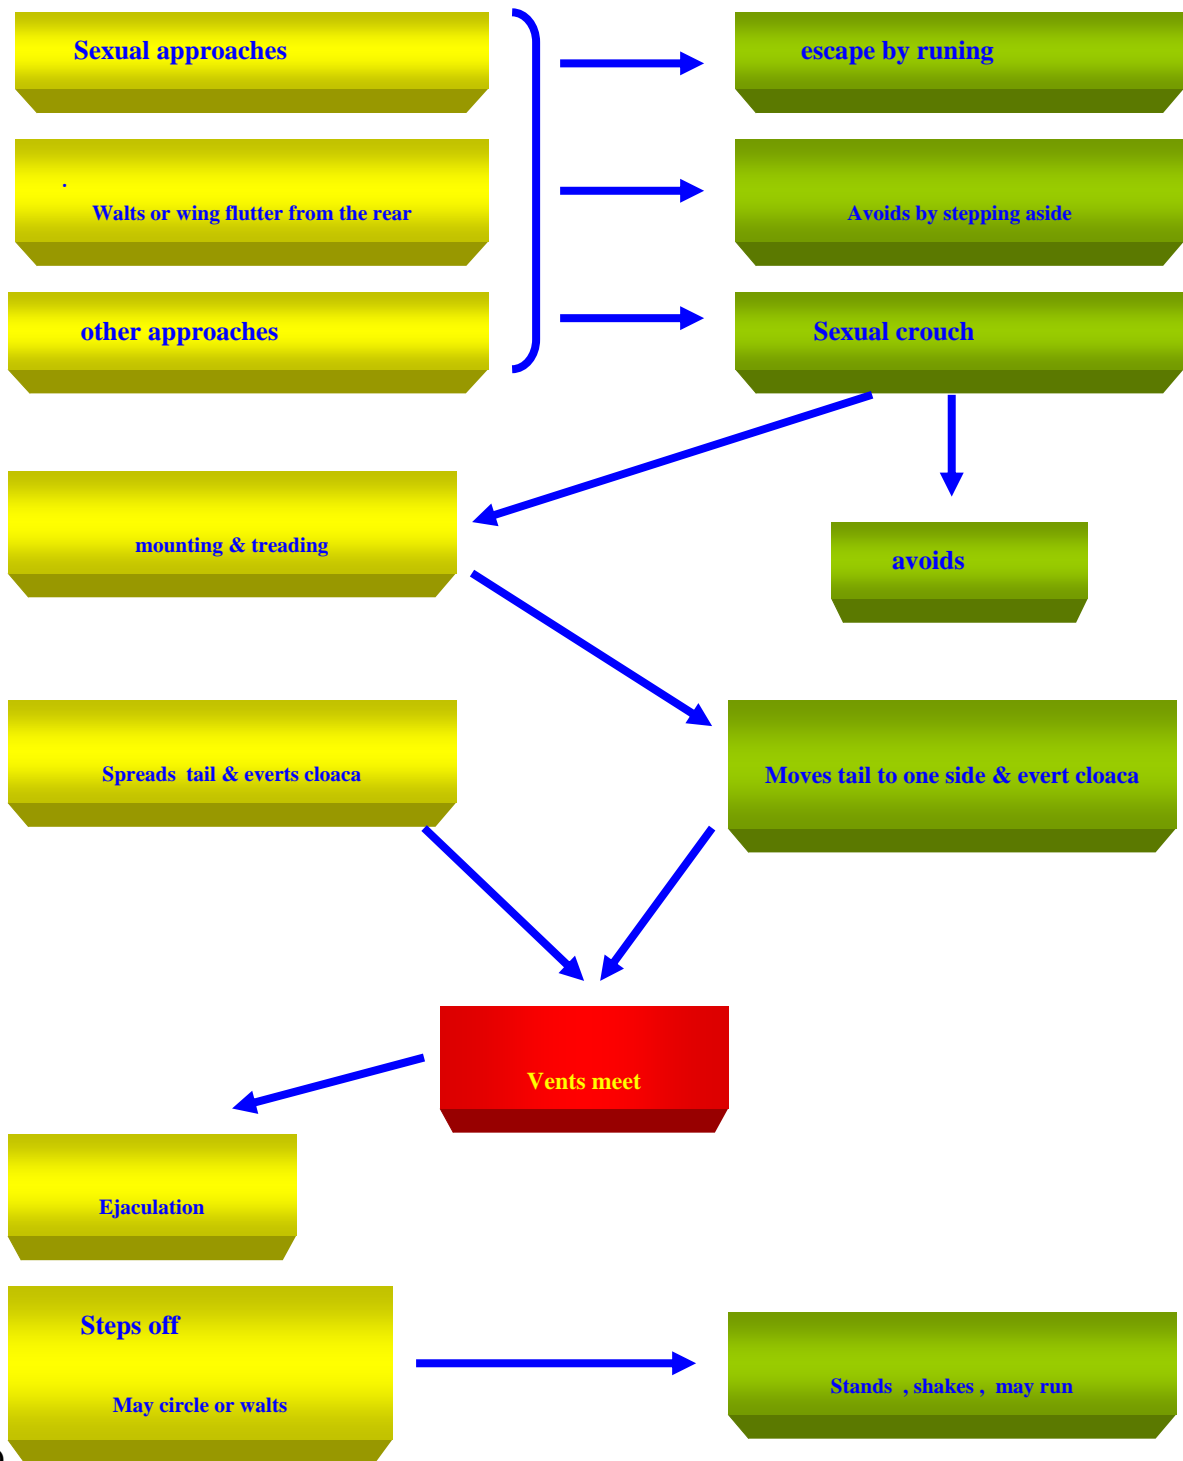 Sexual approaches
escape by runing
.
Walts or wing flutter from the rear
Avoids by stepping aside
other approaches
Sexual crouch
mounting & treading
avoids
Spreads tail & everts cloaca
Moves tail to one side & evert cloaca
Vents meet
Ejaculation
Steps off
May circle or walts
Stands , shakes , may run